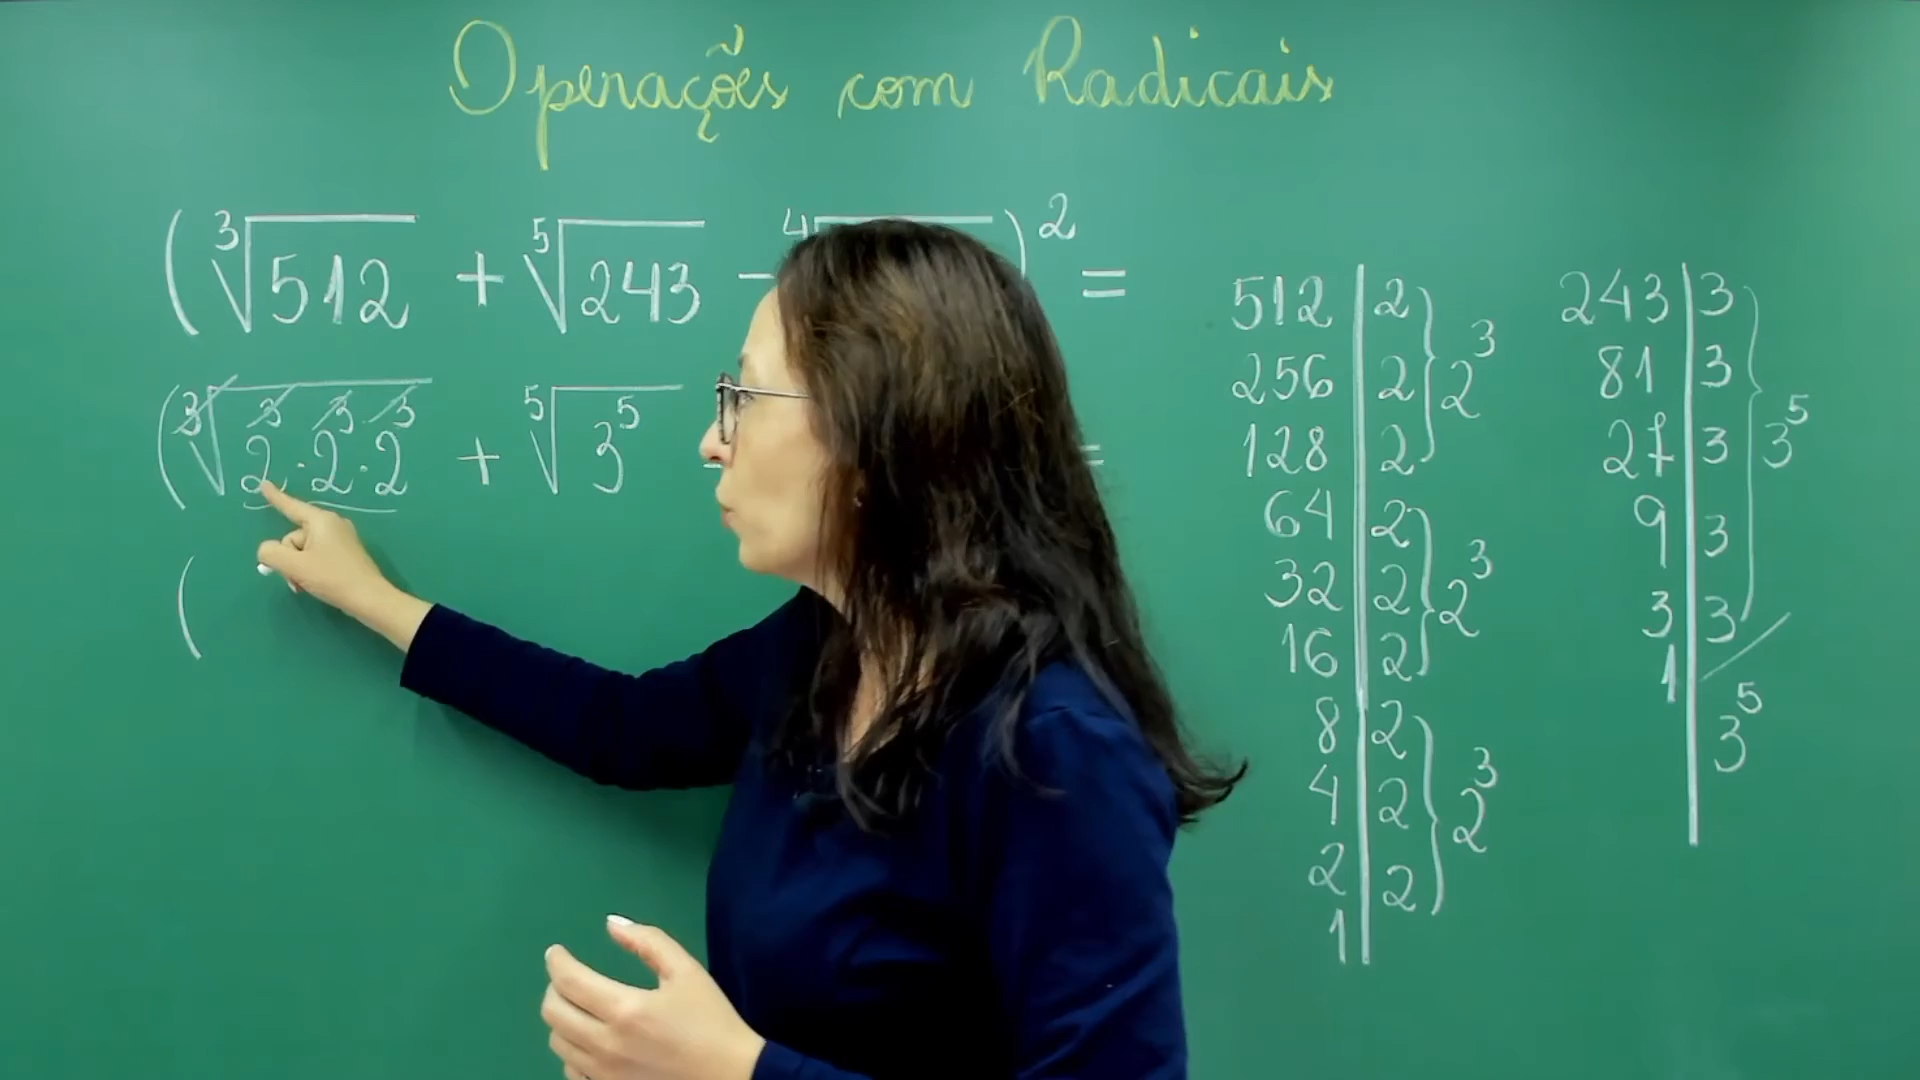 Operações com Radicais
(∛512 + ⁵√243 - ⁴√ )² =
(∛2³·2³·2³ + ⁵√3⁵ - =
(
512 | 2
256 | 2
128 | 2 } 2³
64 | 2
32 | 2
16 | 2 } 2³
8 | 2
4 | 2
2 | 2 } 2³
1
243 | 3
81 | 3
27 | 3
9 | 3
3 | 3 } 3⁵
1
3⁵